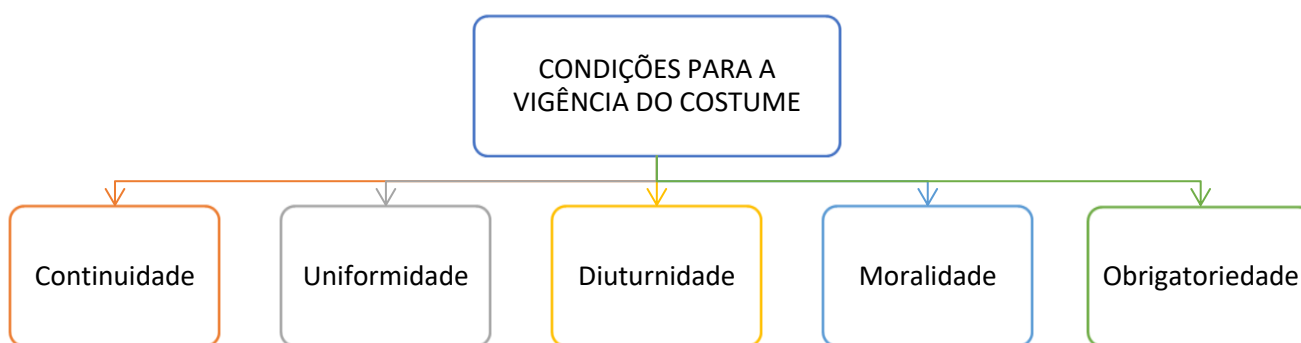 CONDIÇÕES PARA A
VIGÊNCIA DO COSTUME
Continuidade
Uniformidade
Diuturnidade
Moralidade
Obrigatoriedade